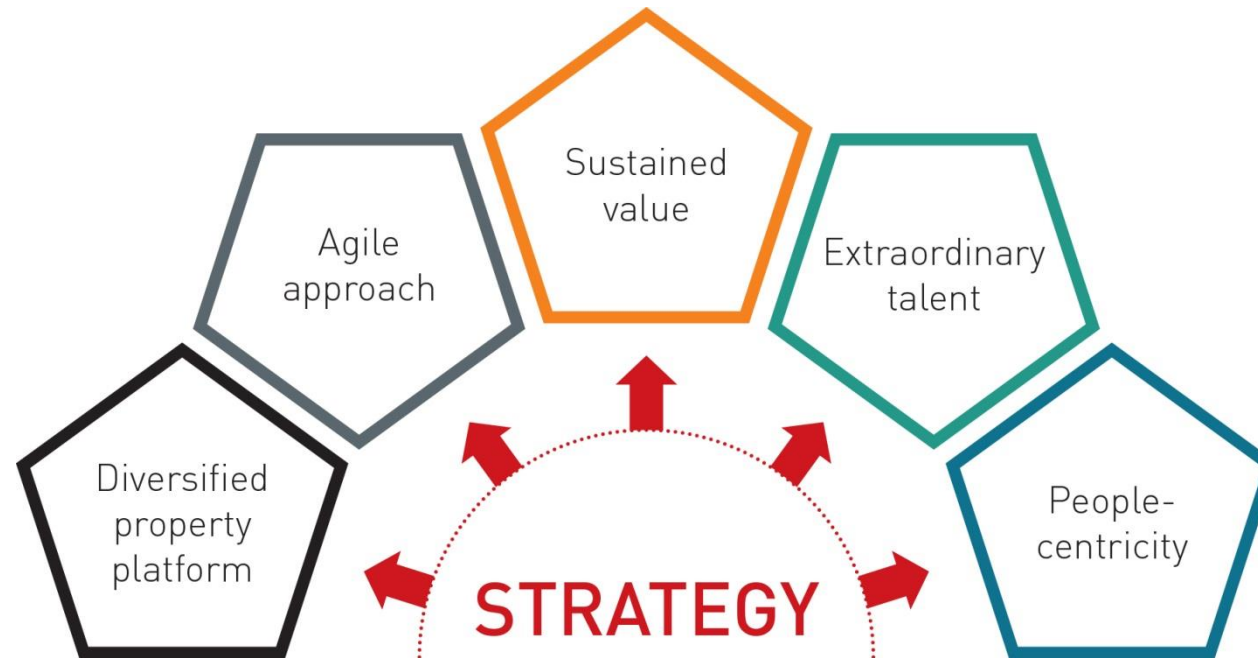 Sustained
value
Agile
approach
Extraordinary
talent
Diversified
property
platform
People-
centricity
STRATEGY